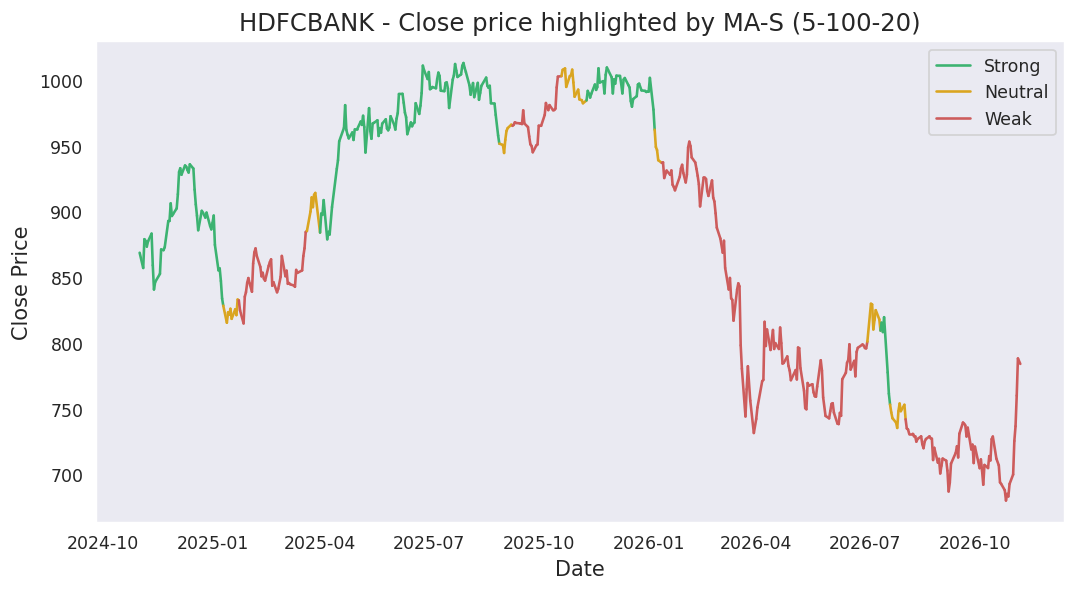 HDFCBANK - Close price highlighted by MA-S (5-100-20)
Strong
Neutral
Weak
Close Price
1000
950
900
850
800
750
700
2024-10 2025-01 2025-04 2025-07 2025-10 2026-01 2026-04 2026-07 2026-10
Date